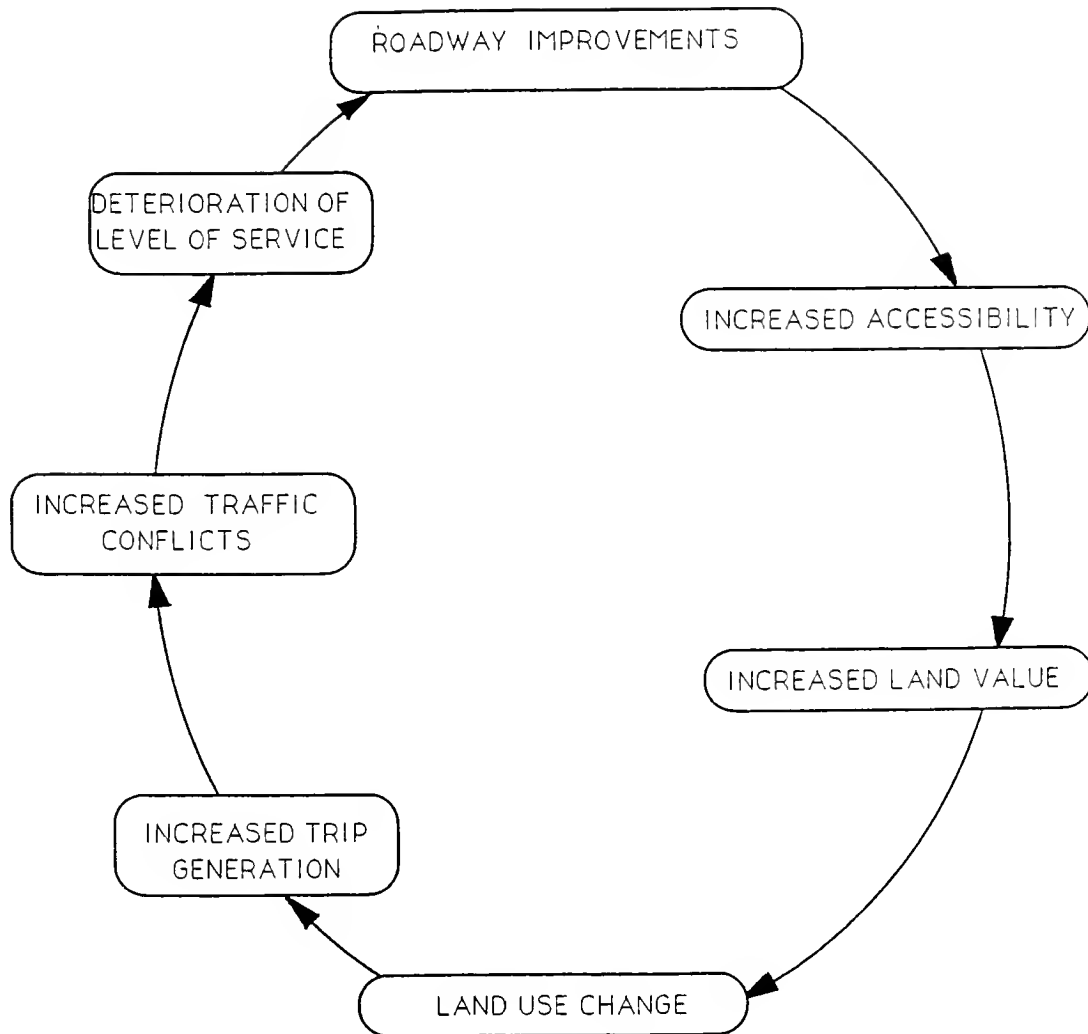 ROADWAY IMPROVEMENTS
INCREASED ACCESSIBILITY
INCREASED LAND VALUE
LAND USE CHANGE
INCREASED TRIP
GENERATION
INCREASED TRAFFIC
CONFLICTS
DETERIORATION OF
LEVEL OF SERVICE